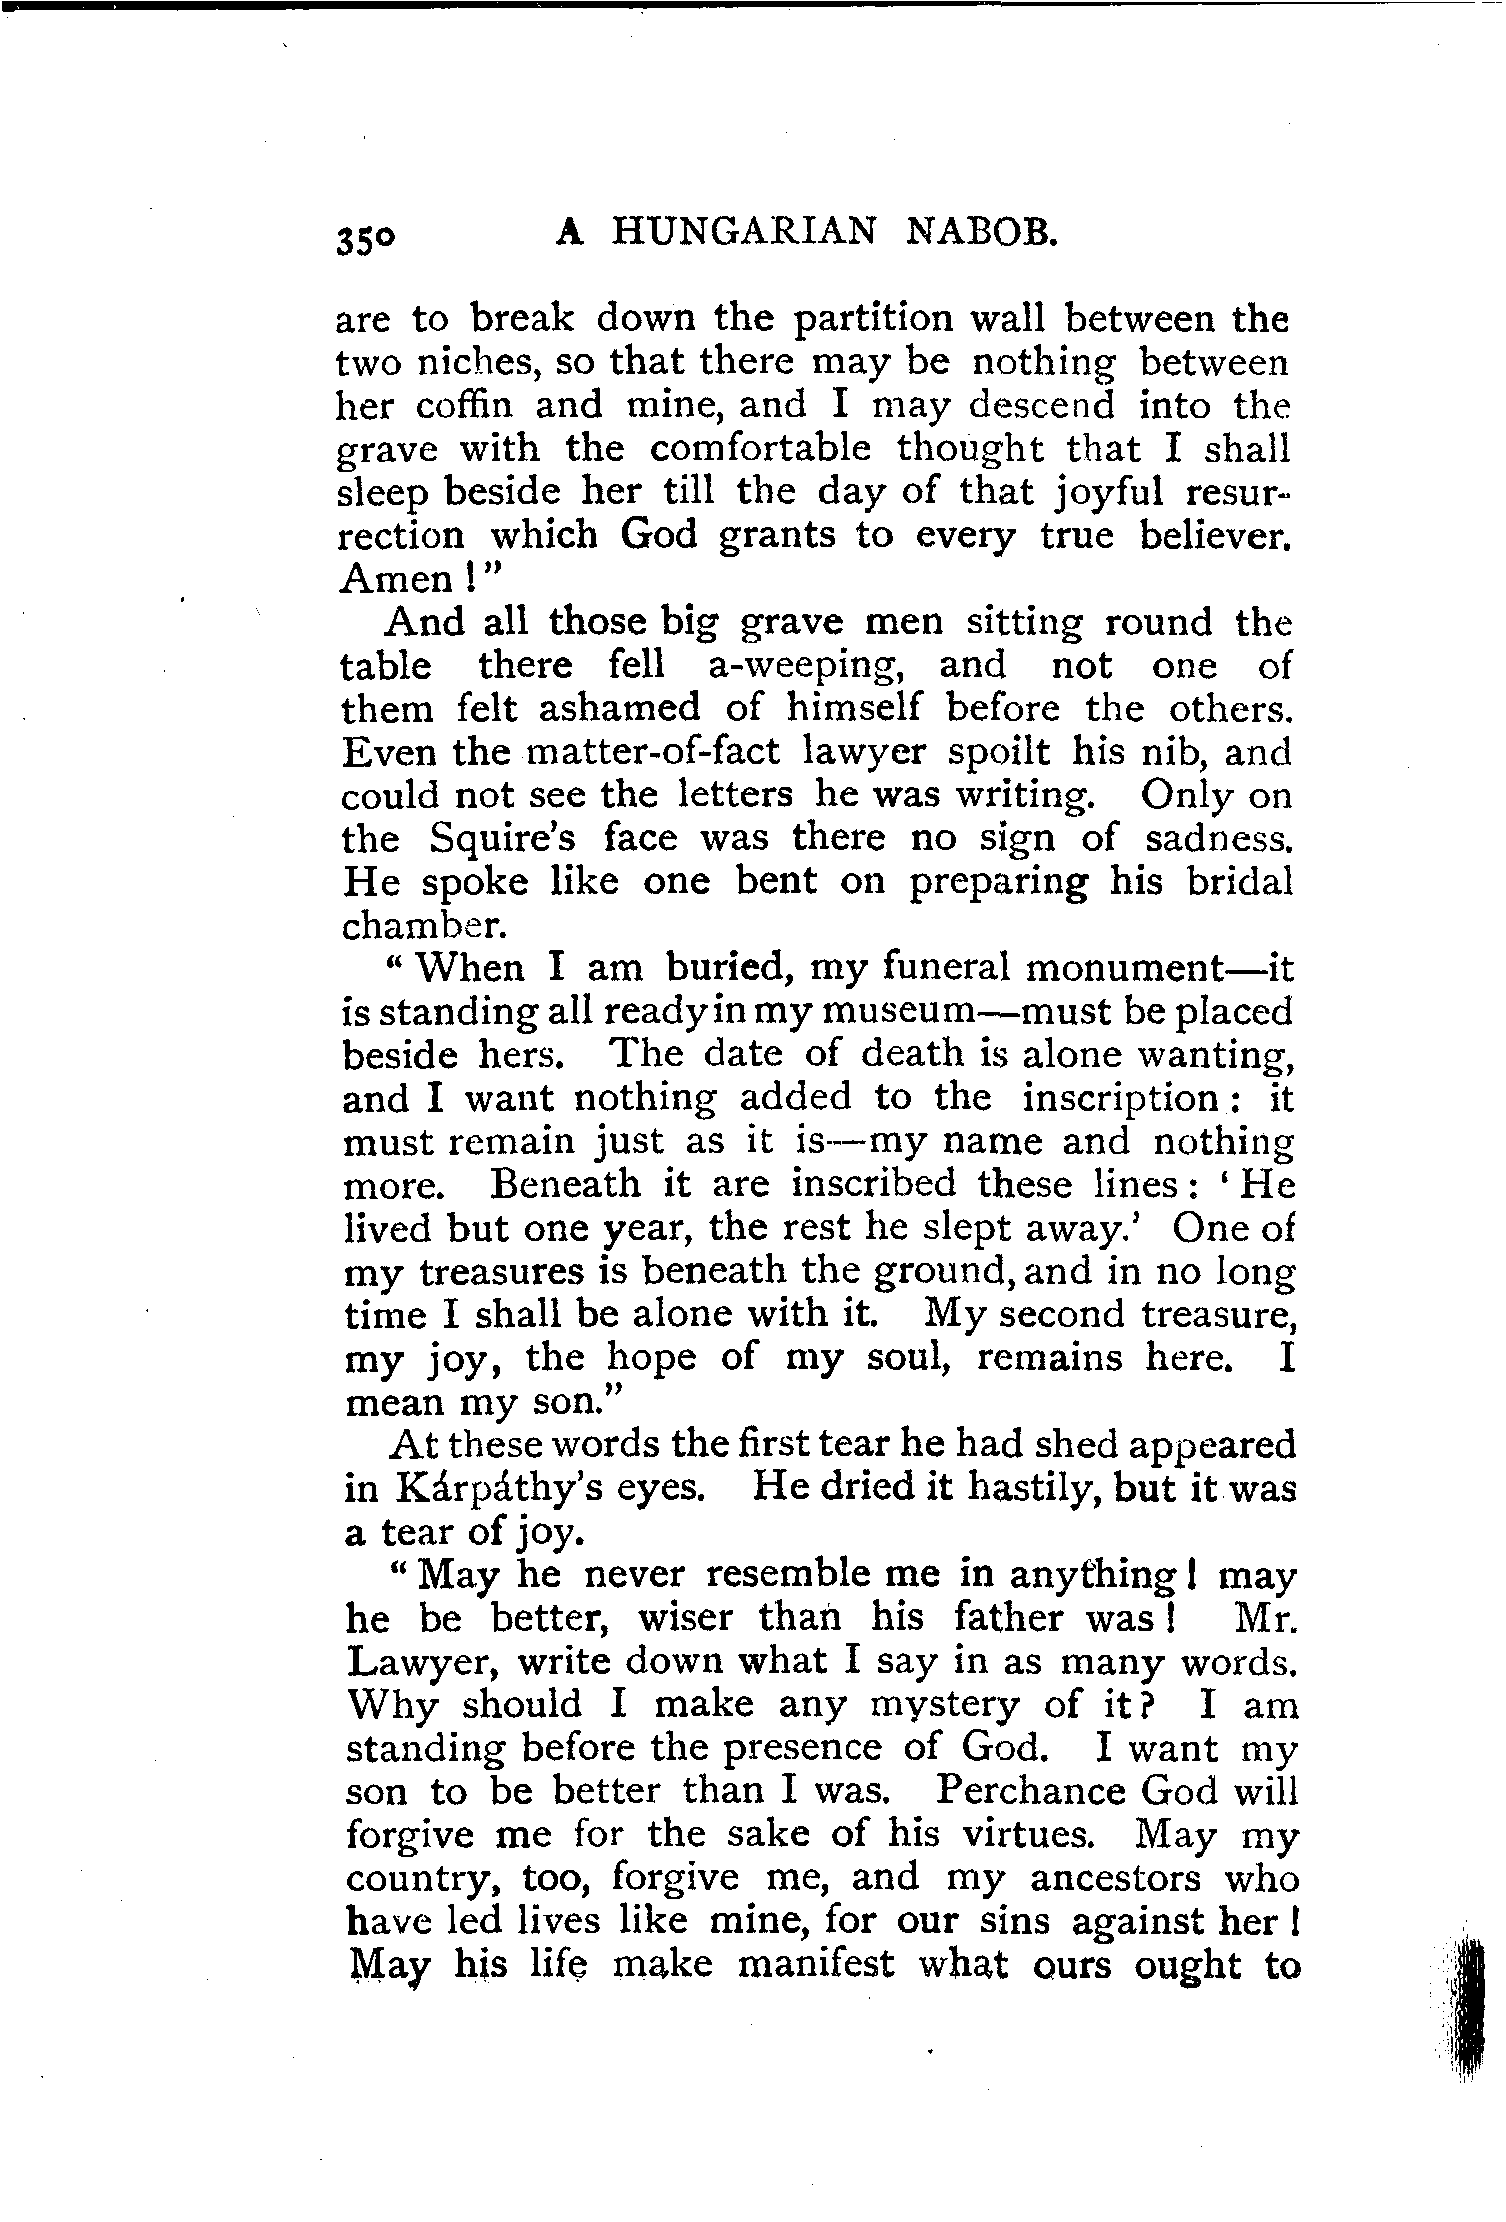 350 A HUNGARIAN NABOB.
are to break down the partition wall between the
two niches, so that there may be nothing between
her coffin and mine, and I may descend into the
grave with the comfortable thought that I shall
sleep beside her till the day of that joyful resur-
rection which God grants to every true believer.
Amen!"
And all those big grave men sitting round the
table there fell a-weeping, and not one of
them felt ashamed of himself before the others.
Even the matter-of-fact lawyer spoilt his nib, and
could not see the letters he was writing. Only on
the Squire's face was there no sign of sadness.
He spoke like one bent on preparing his bridal
chamber.
"When I am buried, my funeral monument—it
is standing all ready in my museum—must be placed
beside hers. The date of death is alone wanting,
and I want nothing added to the inscription: it
must remain just as it is—my name and nothing
more. Beneath it are inscribed these lines: 'He
lived but one year, the rest he slept away.' One of
my treasures is beneath the ground, and in no long
time I shall be alone with it. My second treasure,
my joy, the hope of my soul, remains here. I
mean my son."
At these words the first tear he had shed appeared
in Kárpáthy's eyes. He dried it hastily, but it was
a tear of joy.
"May he never resemble me in anything! may
he be better, wiser than his father was! Mr.
Lawyer, write down what I say in as many words.
Why should I make any mystery of it? I am
standing before the presence of God. I want my
son to be better than I was. Perchance God will
forgive me for the sake of his virtues. May my
country, too, forgive me, and my ancestors who
have led lives like mine, for our sins against her!
May his life make manifest what ours ought to